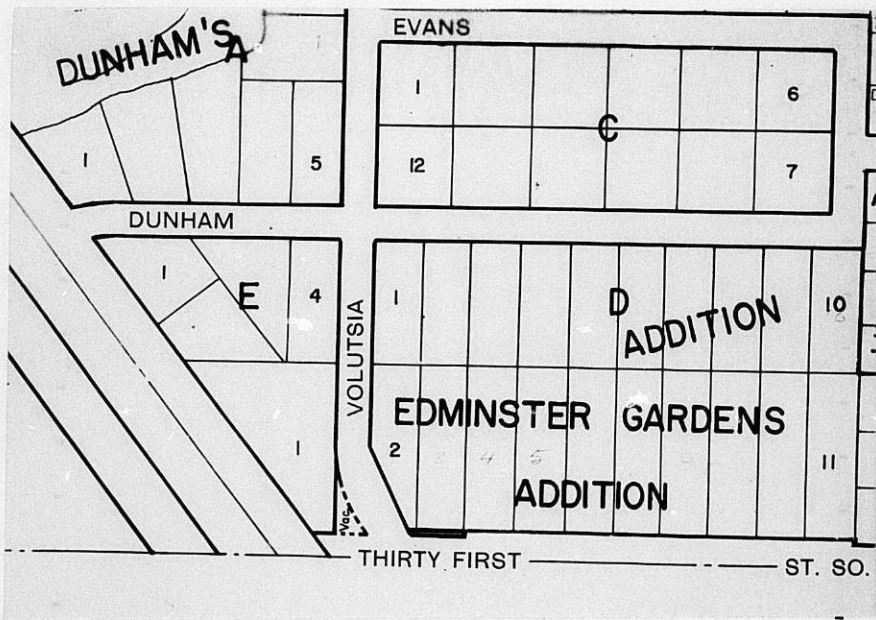 EVANS
DUNHAM'S
A
1
1
6
C
1
5
12
7
DUNHAM
1
E
4
VOLUTSIA
1
D
10
ADDITION
EDMINSTER GARDENS
1
2
4 5
11
ADDITION
Vac.
THIRTY FIRST
ST. SO.